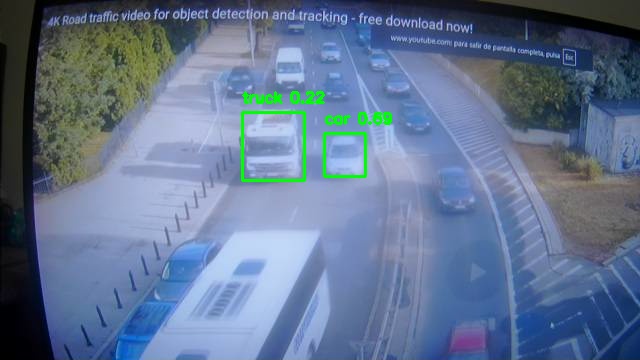 4K Road traffic video for object detection and tracking - free download now!
www.youtube.com: para salir de pantalla completa, pulsa Esc
truck 0.22
car 0.69